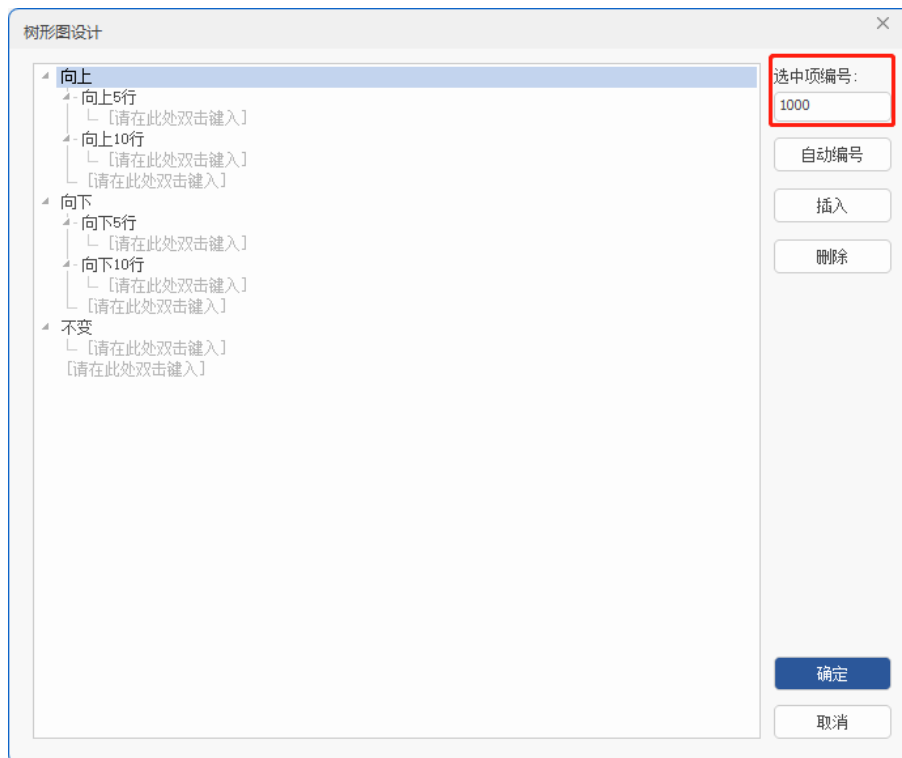 树形图设计
向上
向上5行
[请在此处双击键入]
向上10行
[请在此处双击键入]
[请在此处双击键入]
向下
向下5行
[请在此处双击键入]
向下10行
[请在此处双击键入]
[请在此处双击键入]
不变
[请在此处双击键入]
[请在此处双击键入]
选中项编号:
1000
自动编号
插入
删除
确定
取消